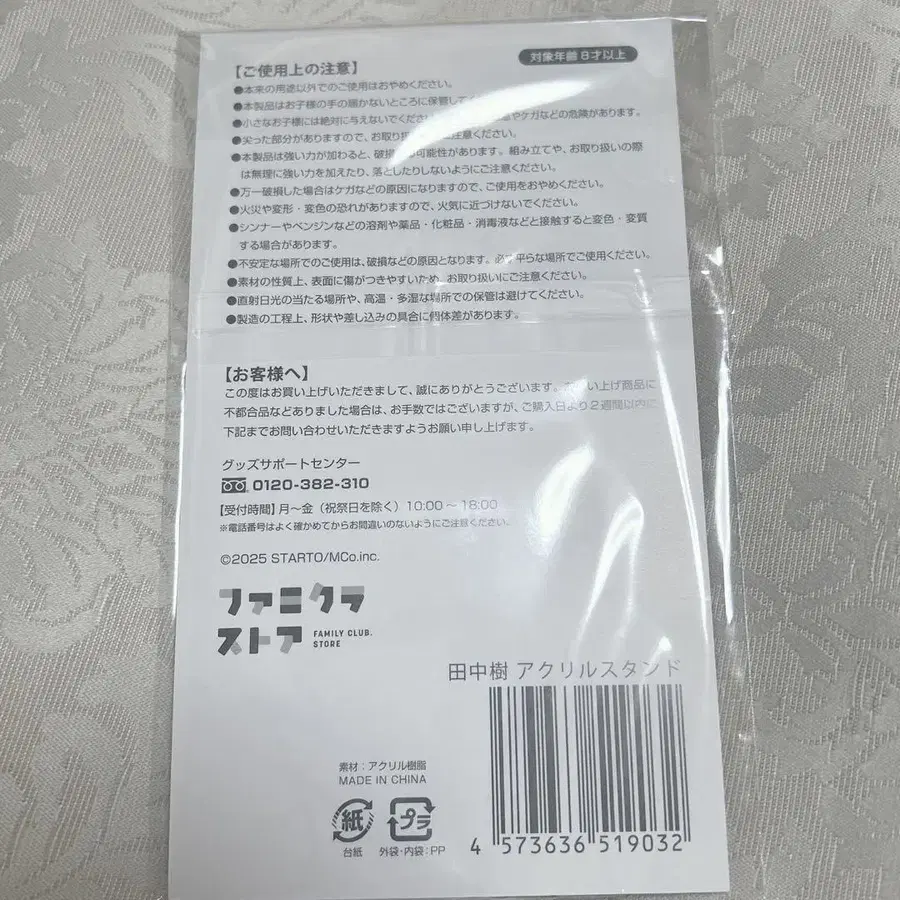 【ご使用上の注意】
対象年齢 8才以上
●本来の用途以外でのご使用はおやめください。
●本製品はお子様の手の届かないところに保管して
●小さなお子様には絶対に与えないでください やケガなどの危険があります。
●尖った部分がありますので、お取り扱 ご注意ください。
●本製品は強い力が加わると、破損 の可能性があります。組み立てや、お取り扱いの際
は無理に強い力を加えたり、落としたりしないようにご注意ください。
●万一破損した場合はケガなどの原因になりますので、ご使用をおやめください。
●火災や変形・変色の恐れがありますので、火気に近づけないでください。
●シンナーやベンジンなどの溶剤や薬品・化粧品・消毒液などと接触すると変色・変質
する場合があります。
●不安定な場所でのご使用は、破損などの原因となります。必ず平らな場所でご使用ください。
●素材の性質上、表面に傷がつきやすいため、お取り扱いにご注意ください。
●直射日光の当たる場所や、高温・多湿な場所での保管は避けてください。
●製造の工程上、形状や差し込みの具合に個体差があります。
【お客様へ】
この度はお買い上げいただきまして、誠にありがとうございます。お買い上げ商品に
不都合品などありました場合は、お手数ではございますが、ご購入日より2週間以内に
下記までお問い合わせいただきますようお願い申し上げます。
グッズサポートセンター
0120-382-310
【受付時間】月〜金（祝祭日を除く）10:00〜18:00
※電話番号はよく確かめてからお間違いのないようにご注意ください。
©2025 STARTO/MCo.inc.
ファミクラ
ストア
FAMILY CLUB.
STORE
田中樹 アクリルスタンド
素材：アクリル樹脂
MADE IN CHINA
紙
プラ
台紙
外袋・内袋：PP
4 573636 519032